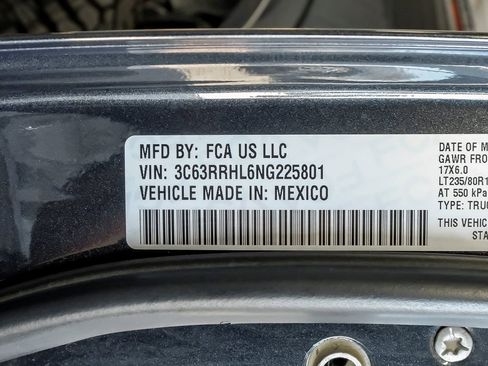 MFD BY: FCA US LLC
VIN: 3C63RRHL6NG225801
VEHICLE MADE IN: MEXICO
DATE OF M
GAWR FRO
17X6.0
LT235/80R1
AT 550 kPa
TYPE: TRUC
THIS VEHIC
STA